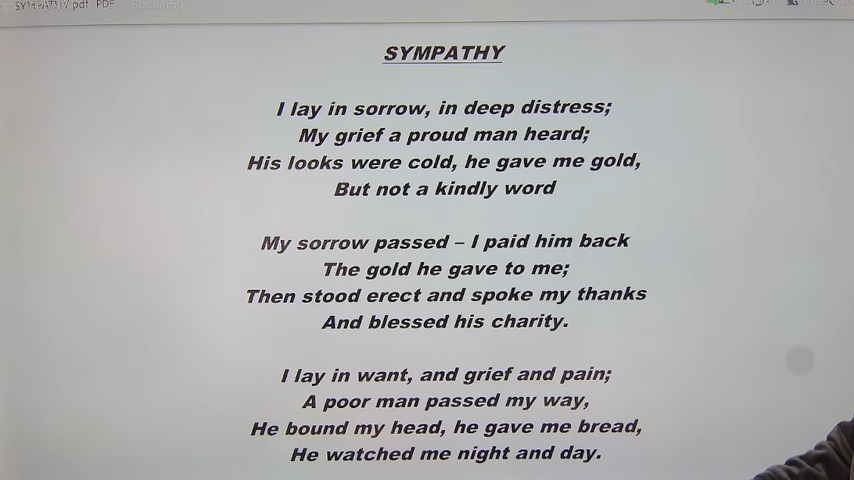 SYMPATHY pdf PDF
SYMPATHY
I lay in sorrow, in deep distress;
My grief a proud man heard;
His looks were cold, he gave me gold,
But not a kindly word
My sorrow passed – I paid him back
The gold he gave to me;
Then stood erect and spoke my thanks
And blessed his charity.
I lay in want, and grief and pain;
A poor man passed my way,
He bound my head, he gave me bread,
He watched me night and day.